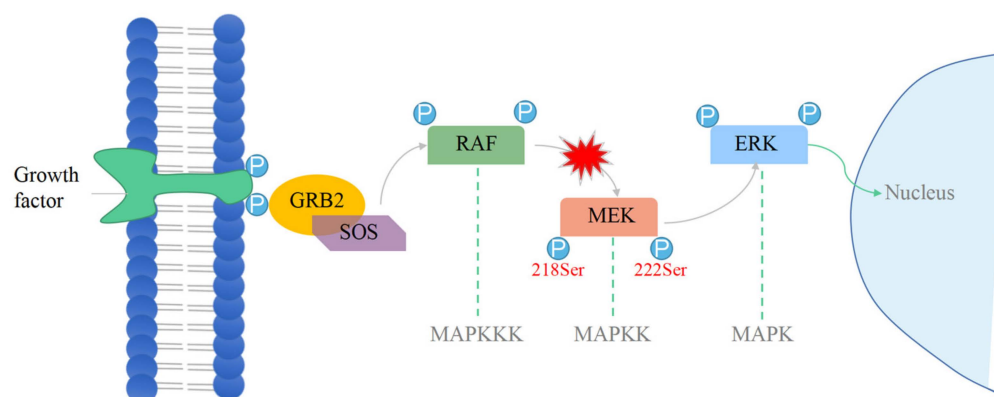 Growth
factor
P
P
GRB2
SOS
P
P
RAF
MEK
P
P
218Ser
222Ser
P
P
ERK
Nucleus
MAPKKK
MAPKK
MAPK